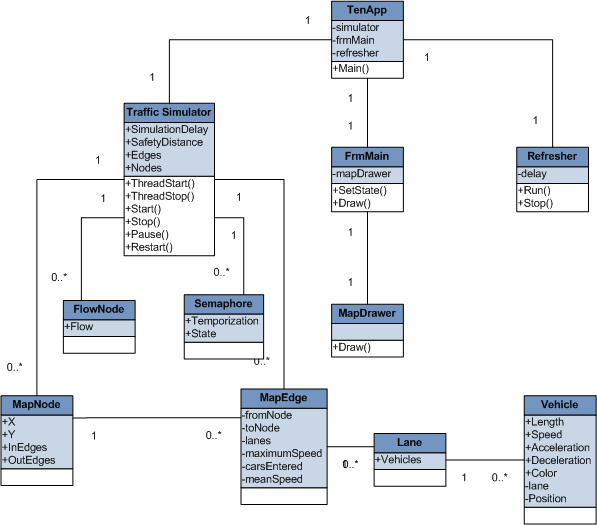 TenApp
-simulator
-frmMain
-refresher
+Main()
1
1
1
1
1
1
Traffic Simulator
+SimulationDelay
+SafetyDistance
+Edges
+Nodes
+ThreadStart()
+ThreadStop()
+Start()
+Stop()
+Pause()
+Restart()
FrmMain
-mapDrawer
+SetState()
+Draw()
Refresher
-delay
+Run()
+Stop()
1
1
1
1
1
1
0..*
0..*
FlowNode
+Flow
Semaphore
+Temporization
+State
MapDrawer
+Draw()
0..*
0..*
MapNode
+X
+Y
+InEdges
+OutEdges
1
0..*
MapEdge
-fromNode
-toNode
-lanes
-maximumSpeed
-carsEntered
-meanSpeed
1
0..*
Lane
+Vehicles
1
0..*
Vehicle
+Length
+Speed
+Acceleration
+Deceleration
+Color
-lane
-Position